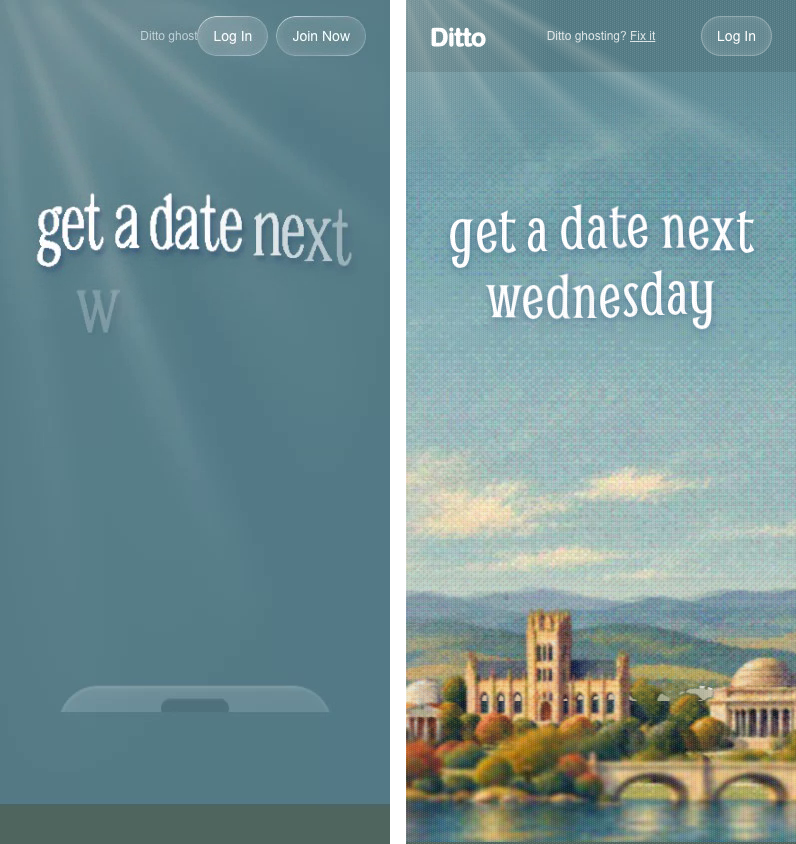 Ditto ghost
Log In
Join Now
get a date next
w
Ditto
Ditto ghosting? Fix it
Log In
get a date next
wednesday